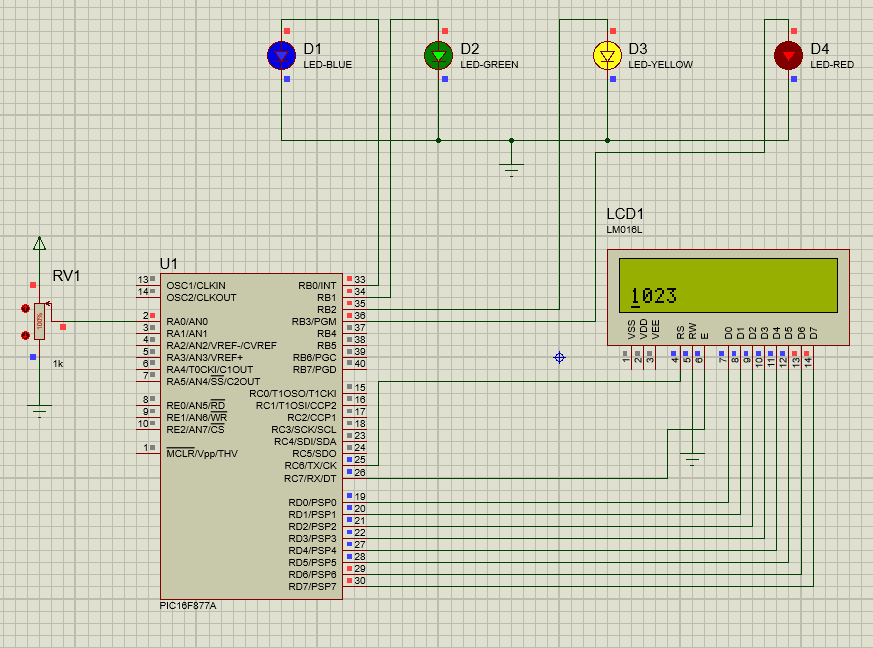 D1
LED-BLUE
D2
LED-GREEN
D3
LED-YELLOW
D4
LED-RED
LCD1
LM016L
1023
VSS
VDD
VEE
RS
RW
E
D0
D1
D2
D3
D4
D5
D6
D7
1
2
3
4
5
6
7
8
9
10
11
12
13
14
RV1
100%
1k
U1
13 OSC1/CLKIN
14 OSC2/CLKOUT
2 RA0/AN0
3 RA1/AN1
4 RA2/AN2/VREF-/CVREF
5 RA3/AN3/VREF+
6 RA4/T0CKI/C1OUT
7 RA5/AN4/SS/C2OUT
8 RE0/AN5/RD
9 RE1/AN6/WR
10 RE2/AN7/CS
1 MCLR/Vpp/THV
RB0/INT 33
RB1 34
RB2 35
RB3/PGM 36
RB4 37
RB5 38
RB6/PGC 39
RB7/PGD 40
RC0/T1OSO/T1CKI 15
RC1/T1OSI/CCP2 16
RC2/CCP1 17
RC3/SCK/SCL 18
RC4/SDI/SDA 23
RC5/SDO 24
RC6/TX/CK 25
RC7/RX/DT 26
RD0/PSP0 19
RD1/PSP1 20
RD2/PSP2 21
RD3/PSP3 22
RD4/PSP4 27
RD5/PSP5 28
RD6/PSP6 29
RD7/PSP7 30
PIC16F877A